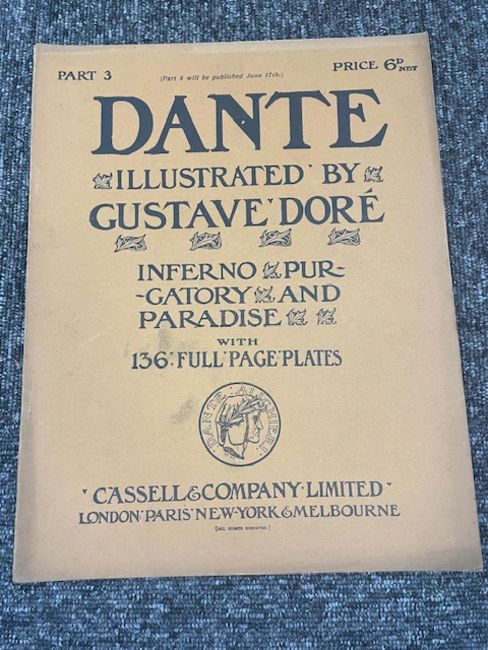 PART 3
(Part 4 will be published June 17th.)
PRICE 6D NET
DANTE
ILLUSTRATED BY
GUSTAVE DORÉ
INFERNO PUR-
-GATORY AND
PARADISE
WITH
136 FULL PAGE PLATES
DANTE ALIGHIERI
CASSELL & COMPANY LIMITED
LONDON PARIS NEW-YORK & MELBOURNE
[ALL RIGHTS RESERVED.]